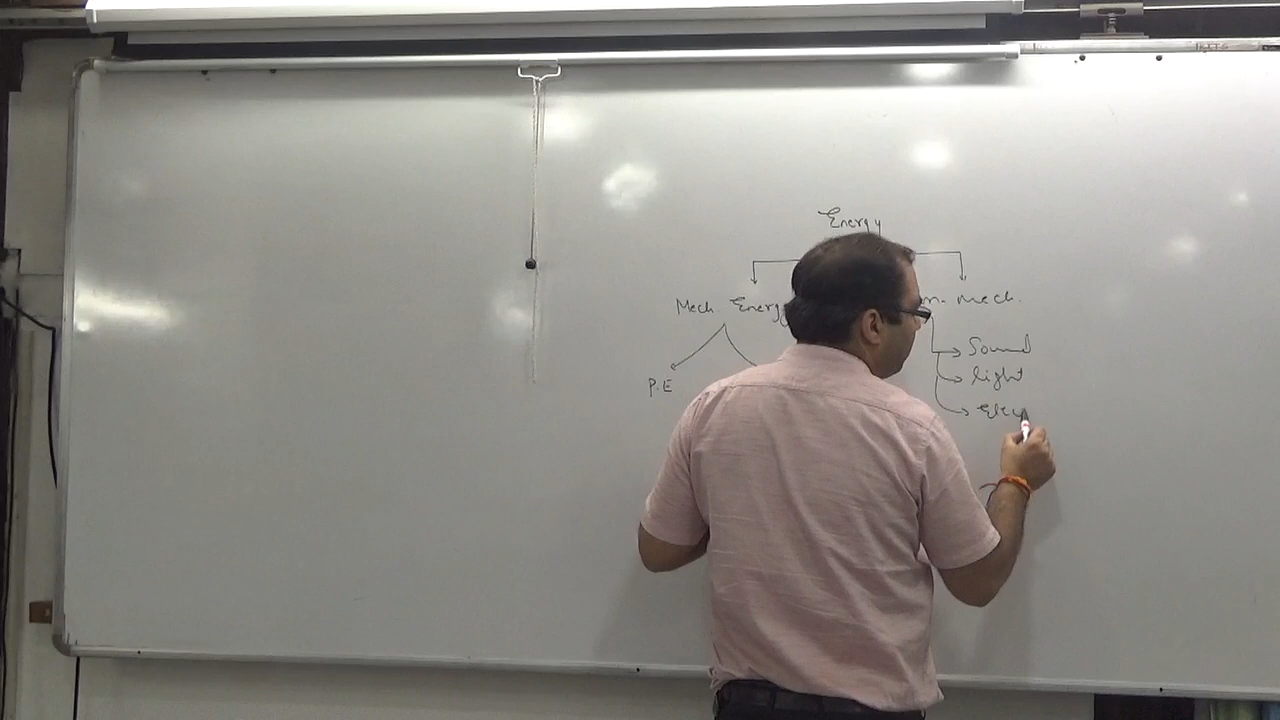 Energy
Mech. Energy
n. Mech.
P.E
Sound
light
Elec